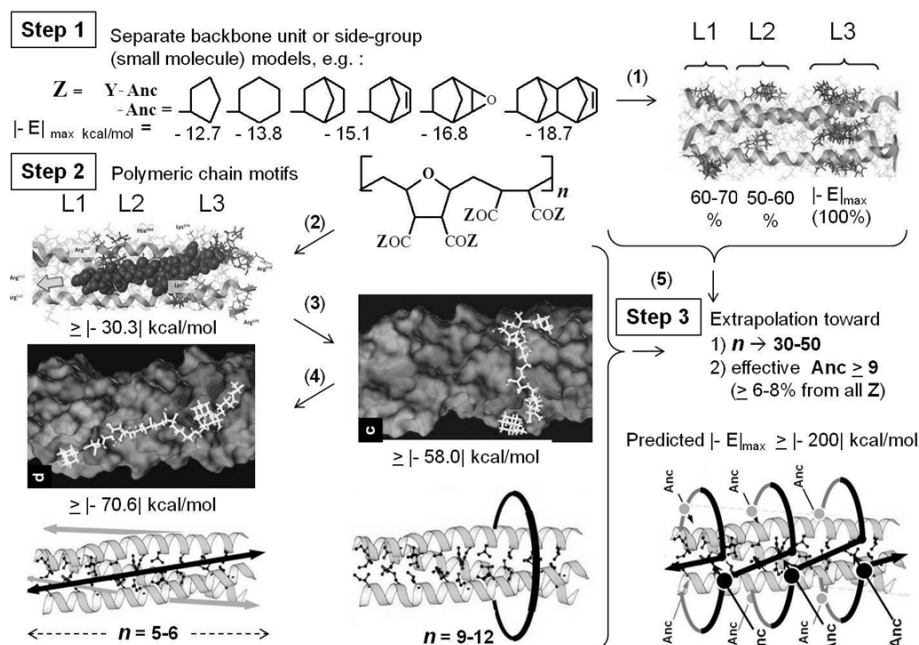 Step 1
Separate backbone unit or side-group
(small molecule) models, e.g. :
Z = Y-Anc
-Anc =
|- E| max kcal/mol =
- 12.7
- 13.8
- 15.1
O
- 16.8
- 18.7
(1)
L1 L2 L3
60-70
%
50-60
%
|- E|max
(100%)
Step 2
Polymeric chain motifs
O
n
ZOC
ZOC
COZ
COZ
L1 L2 L3
(2)
≥ |- 30.3| kcal/mol
(3)
(4)
d
≥ |- 70.6| kcal/mol
c
≥ |- 58.0| kcal/mol
n = 5-6
n = 9-12
(5)
Step 3
Extrapolation toward
1) n → 30-50
2) effective Anc ≥ 9
(≥ 6-8% from all Z)
Predicted |- E|max ≥ |- 200| kcal/mol
Anc
Anc
Anc
Anc
Anc
Anc